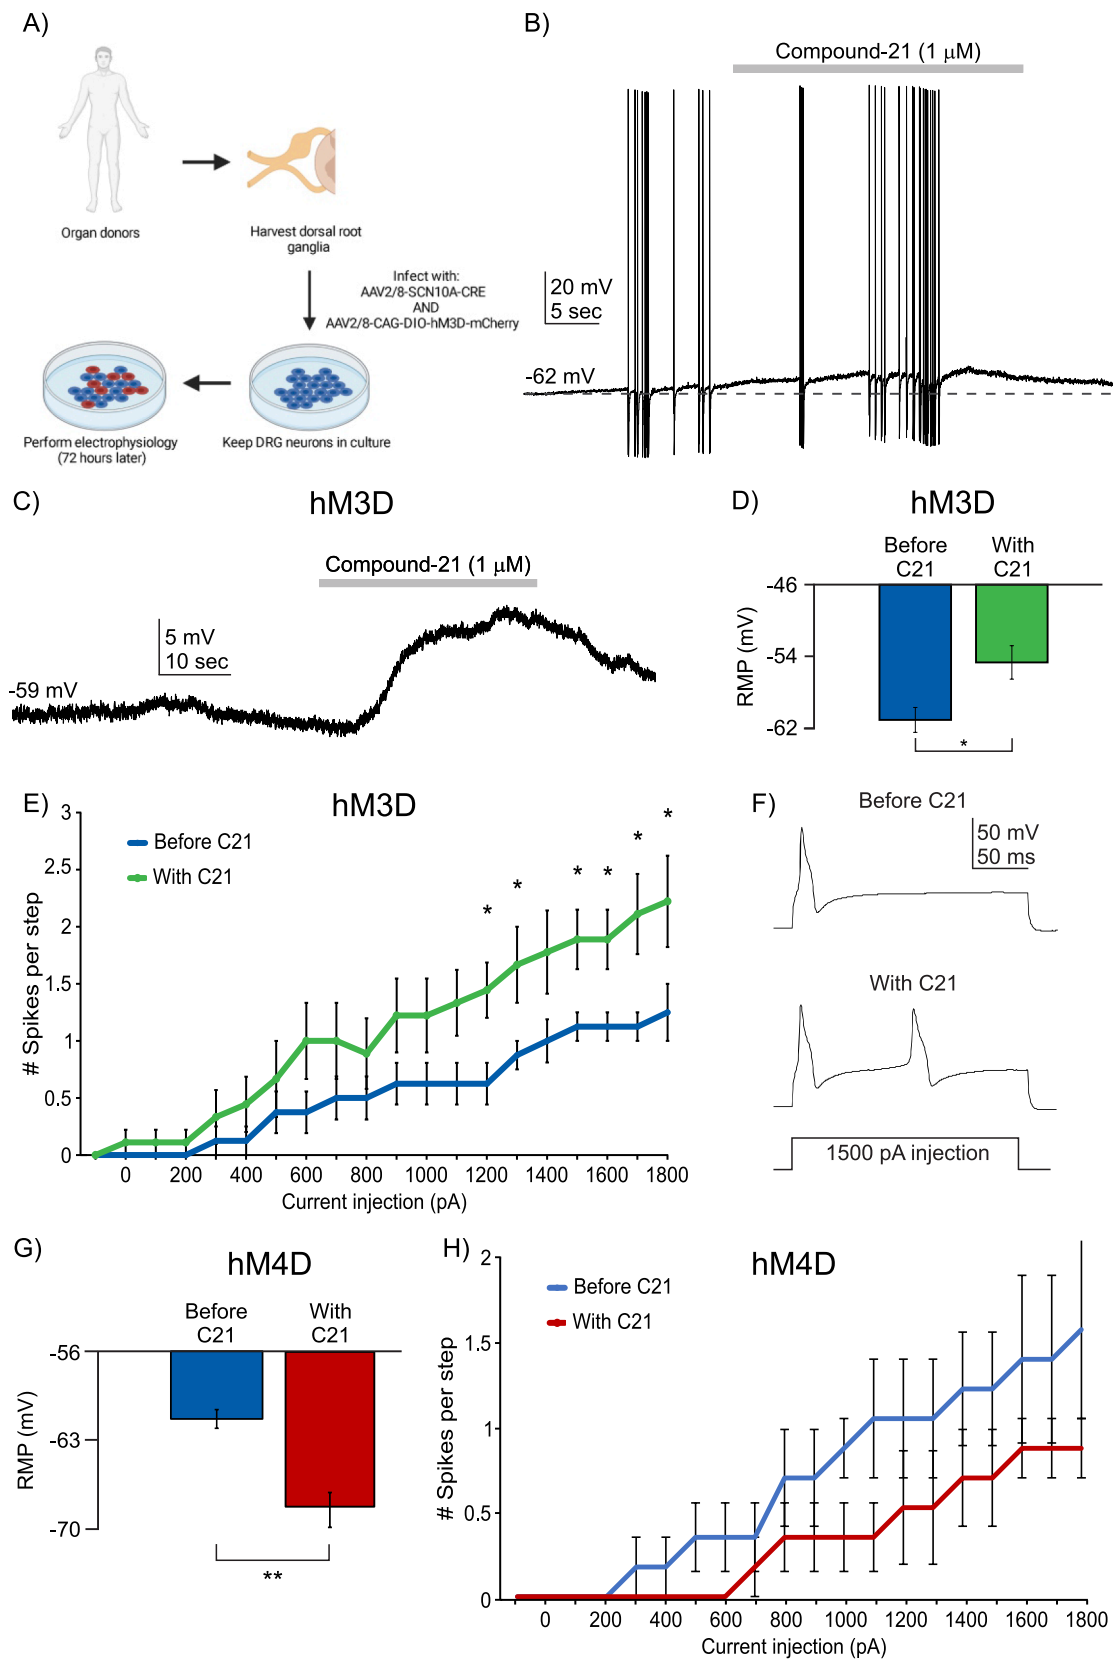 A)
Organ donors
Harvest dorsal root
ganglia
Infect with:
AAV2/8-SCN10A-CRE
AND
AAV2/8-CAG-DIO-hM3D-mCherry
Perform electrophysiology
(72 hours later)
Keep DRG neurons in culture
B)
Compound-21 (1 µM)
20 mV
5 sec
-62 mV
C)
hM3D
Compound-21 (1 µM)
5 mV
10 sec
-59 mV
D)
hM3D
Before
C21
With
C21
-46
-54
-62
RMP (mV)
*
E)
hM3D
Before C21
With C21
3
2.5
2
1.5
1
0.5
0
# Spikes per step
* * * * * *
0 200 400 600 800 1000 1200 1400 1600 1800
Current injection (pA)
F)
Before C21
50 mV
50 ms
With C21
1500 pA injection
G)
hM4D
Before
C21
With
C21
-56
-63
-70
RMP (mV)
**
H)
hM4D
Before C21
With C21
2
1.5
1
0.5
0
# Spikes per step
0 200 400 600 800 1000 1200 1400 1600 1800
Current injection (pA)